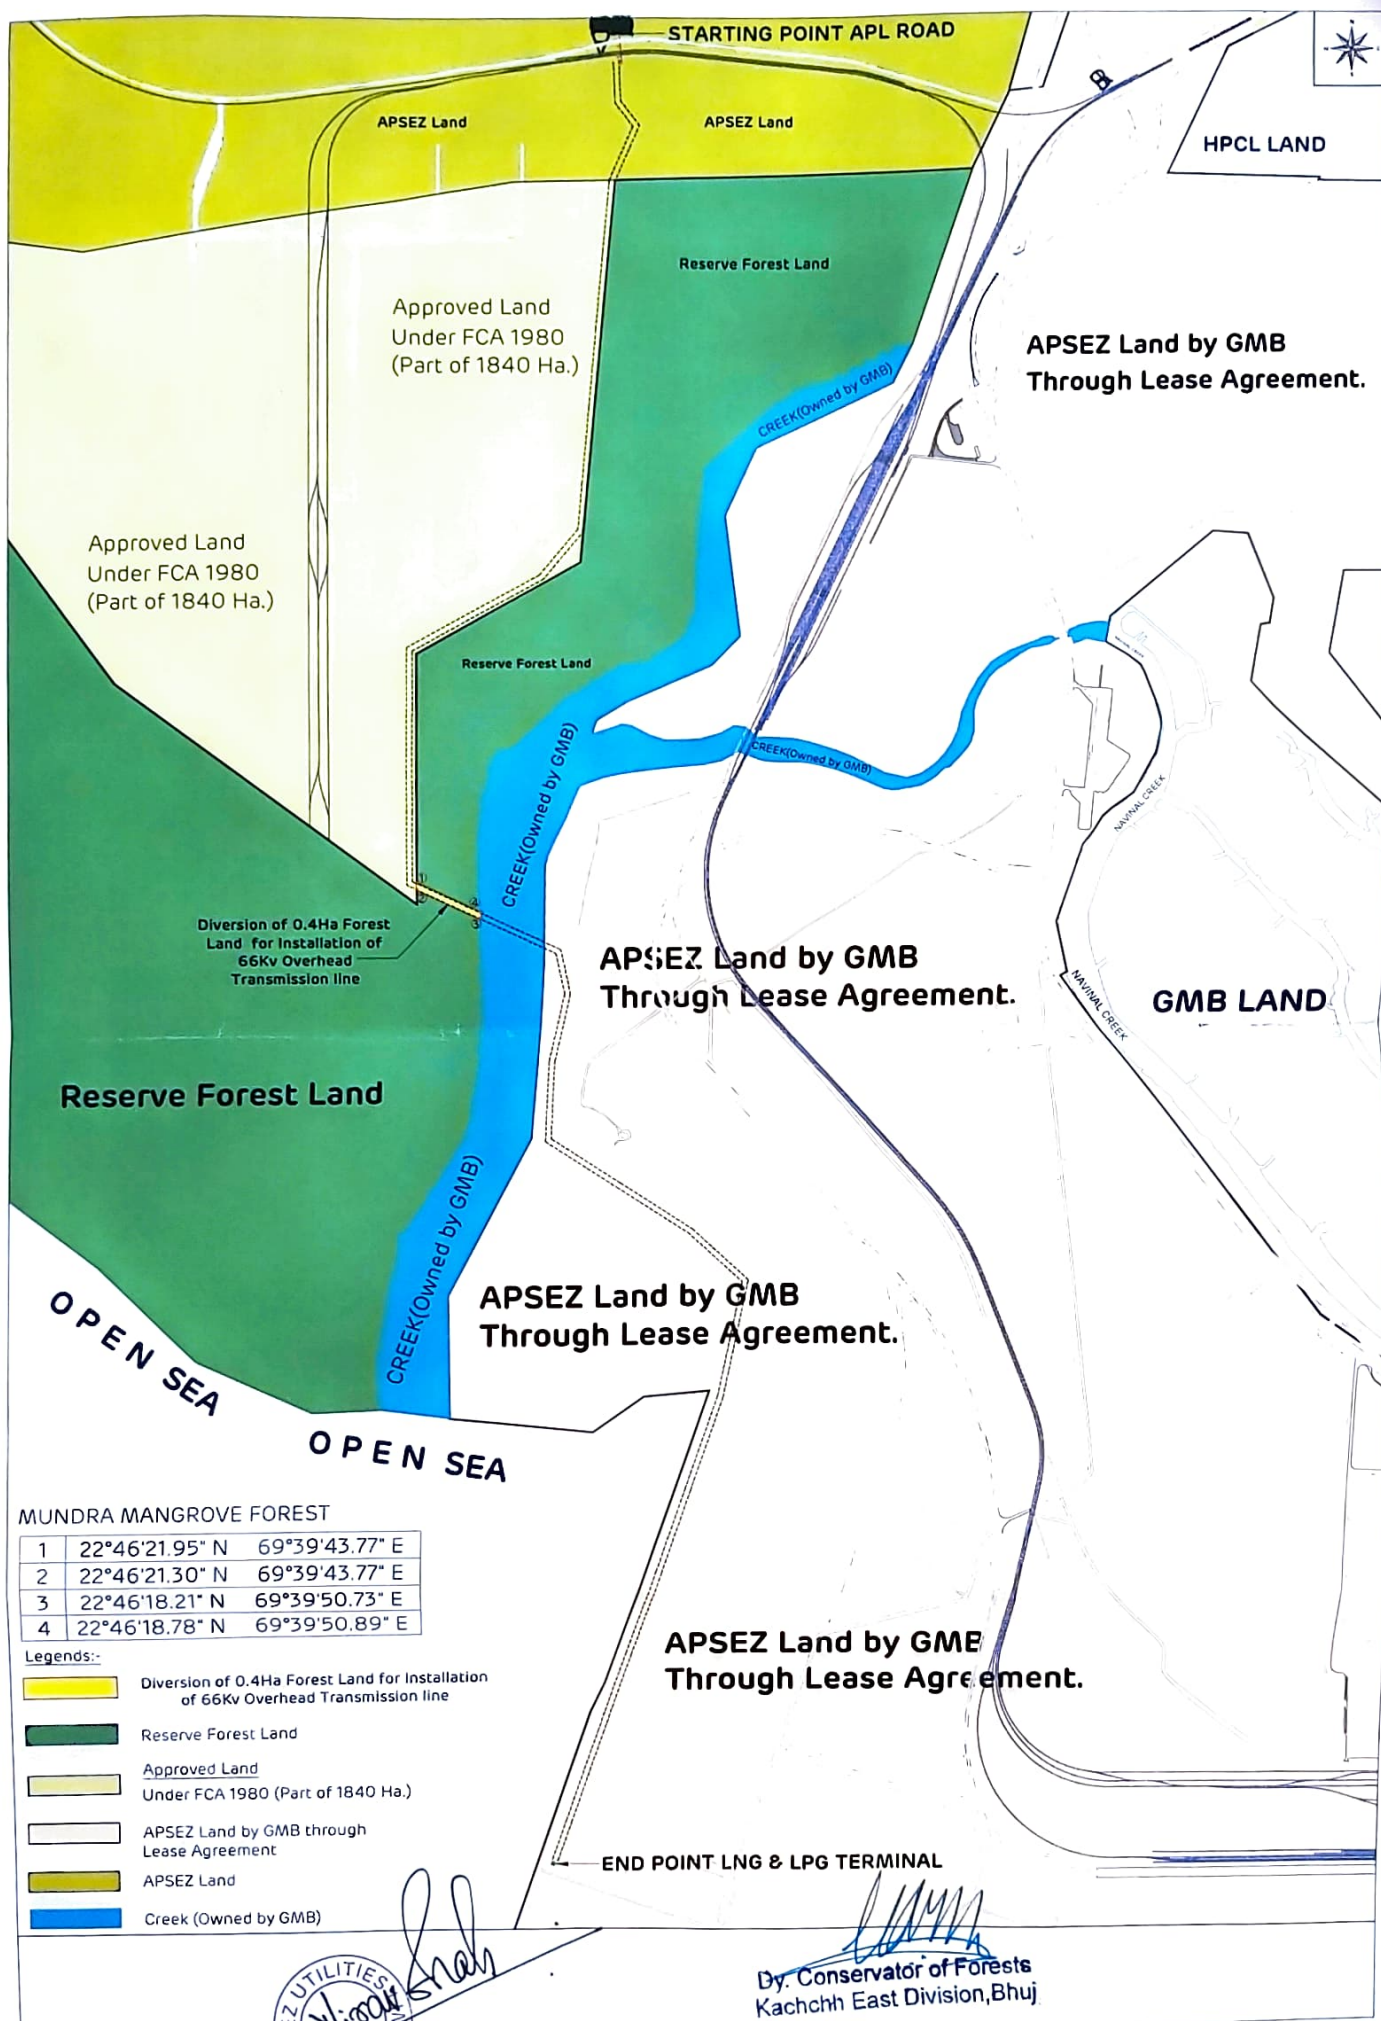 STARTING POINT APL ROAD
APSEZ Land
APSEZ Land
HPCL LAND
Reserve Forest Land
Approved Land
Under FCA 1980
(Part of 1840 Ha.)
APSEZ Land by GMB
Through Lease Agreement.
CREEK(Owned by GMB)
Approved Land
Under FCA 1980
(Part of 1840 Ha.)
Reserve Forest Land
CREEK(Owned by GMB)
CREEK(Owned by GMB)
NAVINAL CREEK
1
2
4
3
Diversion of 0.4Ha Forest
Land for Installation of
66Kv Overhead
Transmission line
APSEZ Land by GMB
Through Lease Agreement.
NAVINAL CREEK
GMB LAND
Reserve Forest Land
CREEK(Owned by GMB)
APSEZ Land by GMB
Through Lease Agreement.
OPEN SEA
OPEN SEA
MUNDRA MANGROVE FOREST
1 22°46'21.95" N 69°39'43.77" E
2 22°46'21.30" N 69°39'43.77" E
3 22°46'18.21" N 69°39'50.73" E
4 22°46'18.78" N 69°39'50.89" E
APSEZ Land by GMB
Through Lease Agreement.
Legends:-
Diversion of 0.4Ha Forest Land for Installation
of 66Kv Overhead Transmission line
Reserve Forest Land
Approved Land
Under FCA 1980 (Part of 1840 Ha.)
APSEZ Land by GMB through
Lease Agreement
APSEZ Land
Creek (Owned by GMB)
END POINT LNG & LPG TERMINAL
UTILITIES
Dy. Conservator of Forests
Kachchh East Division,Bhuj